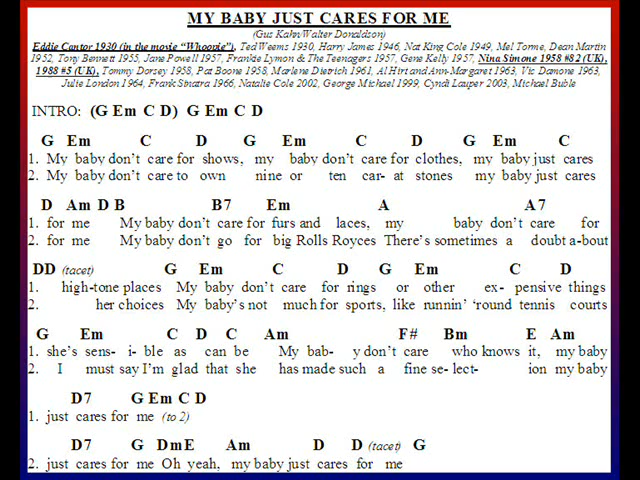 MY BABY JUST CARES FOR ME
(Gus Kahn/Walter Donaldson)
Eddie Cantor 1930 (in the movie "Whoopie"), Ted Weems 1930, Harry James 1946, Nat King Cole 1949, Mel Torme, Dean Martin
1952, Tony Bennett 1955, Jane Powell 1957, Frankie Lymon & The Teenagers 1957, Gene Kelly 1957, Nina Simone 1958 #82 (UK),
1988 #5 (UK), Tommy Dorsey 1958, Pat Boone 1958, Marlene Dietrich 1961, Al Hirt and Ann-Margaret 1963, Vic Damone 1963,
Julie London 1964, Frank Sinatra 1966, Natalie Cole 2002, George Michael 1999, Cyndi Lauper 2003, Michael Buble
INTRO: (G Em C D) G Em C D
G Em C D G Em C D G Em C
1. My baby don't care for shows, my baby don't care for clothes, my baby just cares
2. My baby don't care to own nine or ten car- at stones my baby just cares
D Am D B B7 Em A A7
1. for me My baby don't care for furs and laces, my baby don't care for
2. for me My baby don't go for big Rolls Royces There's sometimes a doubt a-bout
DD (tacet) G Em C D G Em C D
1. high-tone places My baby don't care for rings or other ex- pensive things
2. her choices My baby's not much for sports, like runnin' 'round tennis courts
G Em C D C Am F# Bm E Am
1. she's sens- i- ble as can be My bab- y don't care who knows it, my baby
2. I must say I'm glad that she has made such a fine se- lect- ion my baby
D7 G Em C D
1. just cares for me (to 2)
D7 G DmE Am D D (tacet) G
2. just cares for me Oh yeah, my baby just cares for me